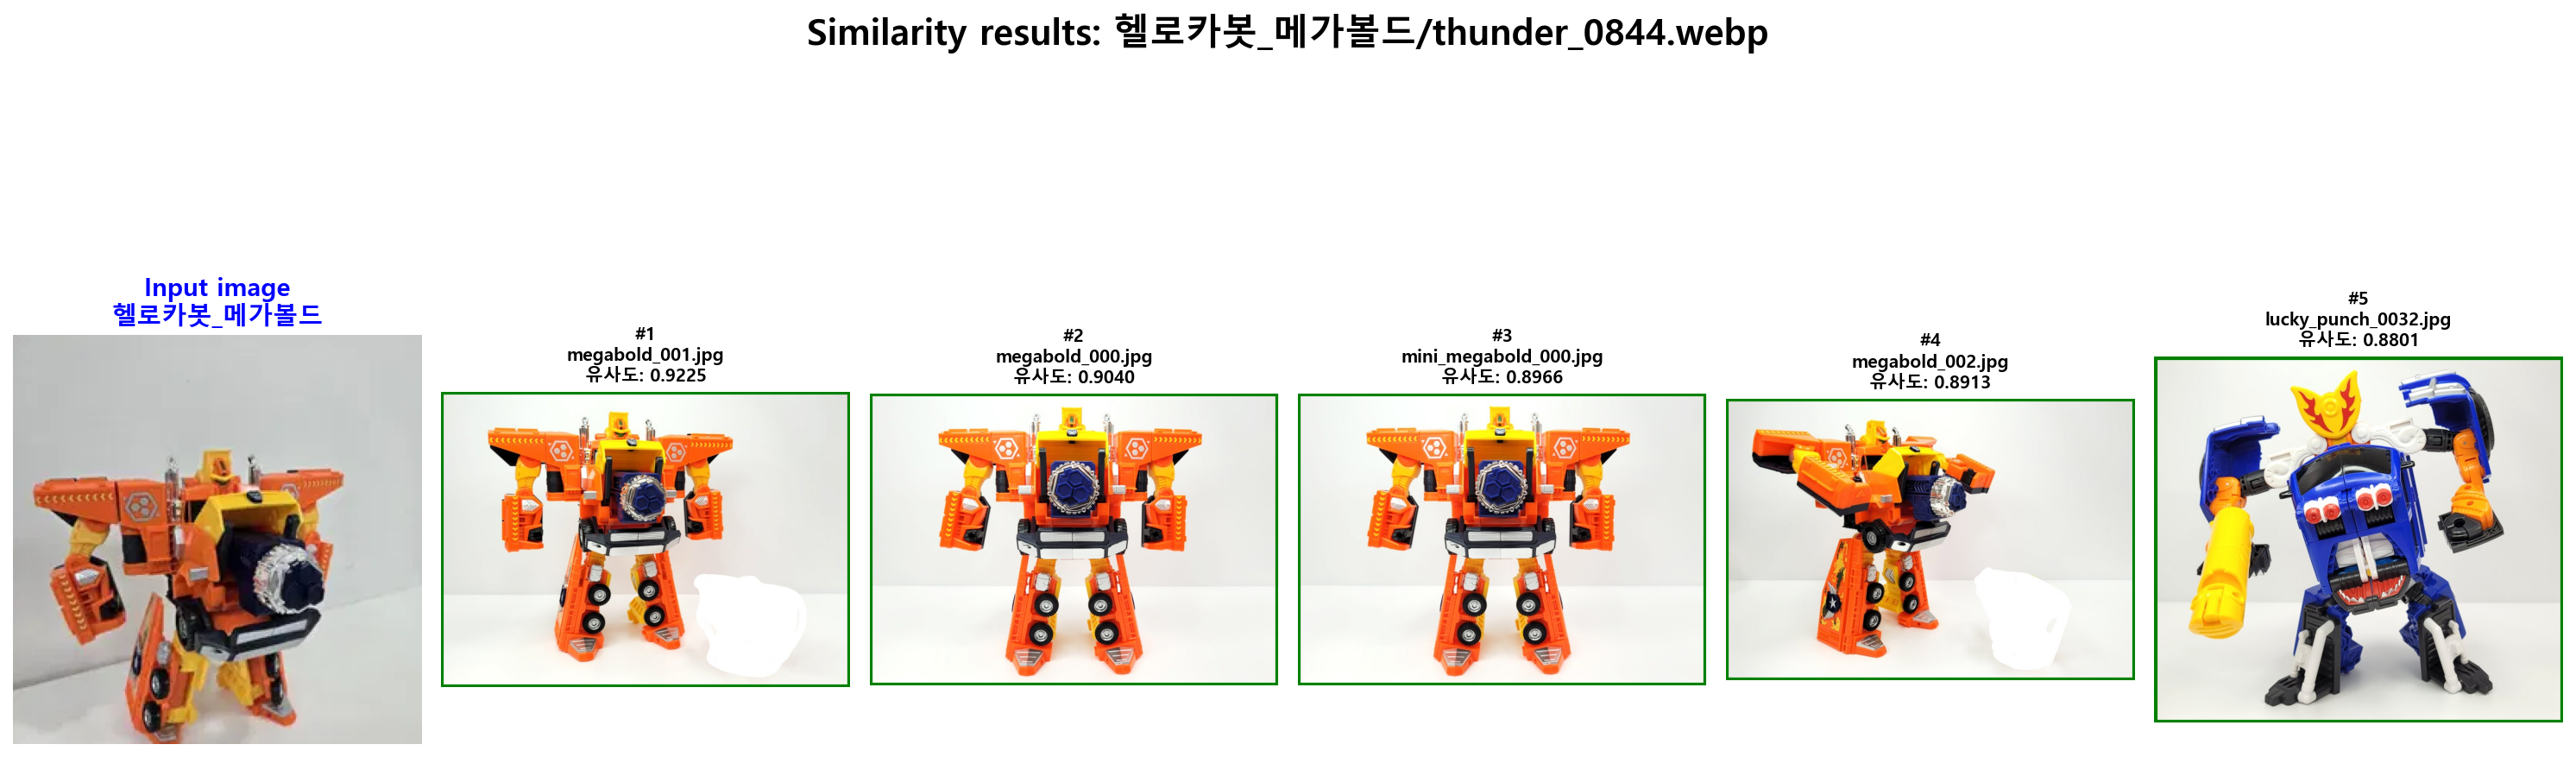 Similarity results: 헬로카봇_메가볼드/thunder_0844.webp
Input image
헬로카봇_메가볼드
#1
megabold_001.jpg
유사도: 0.9225
#2
megabold_000.jpg
유사도: 0.9040
#3
mini_megabold_000.jpg
유사도: 0.8966
#4
megabold_002.jpg
유사도: 0.8913
#5
lucky_punch_0032.jpg
유사도: 0.8801